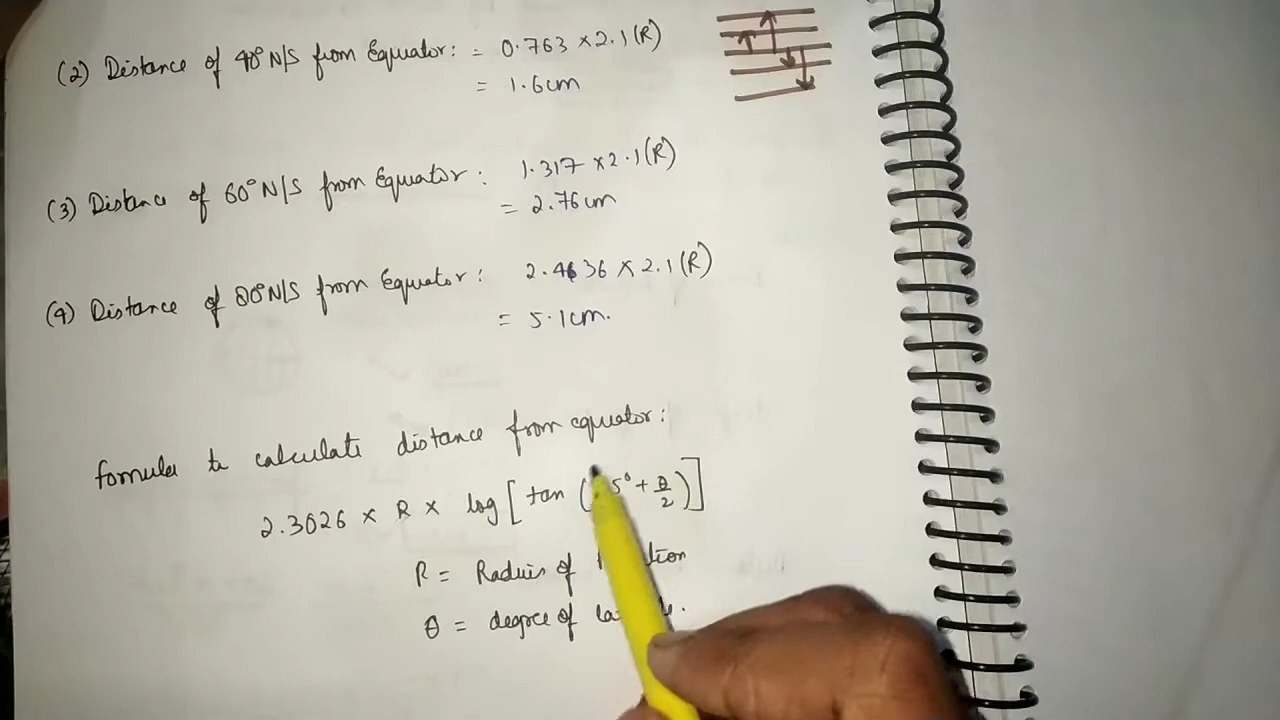 (2) Distance of 40° N/S from Equator: = 0.763 × 2.1 (R)
= 1.6cm
(3) Distance of 60° N/S from Equator: 1.317 × 2.1 (R)
= 2.76cm
(4) Distance of 80° N/S from Equator: 2.4636 × 2.1 (R)
= 5.1cm.
formula to calculate distance from equator:
2.3026 × R × log [ tan ( 5° + θ/2 ) ]
R = Radius of
θ = degree of